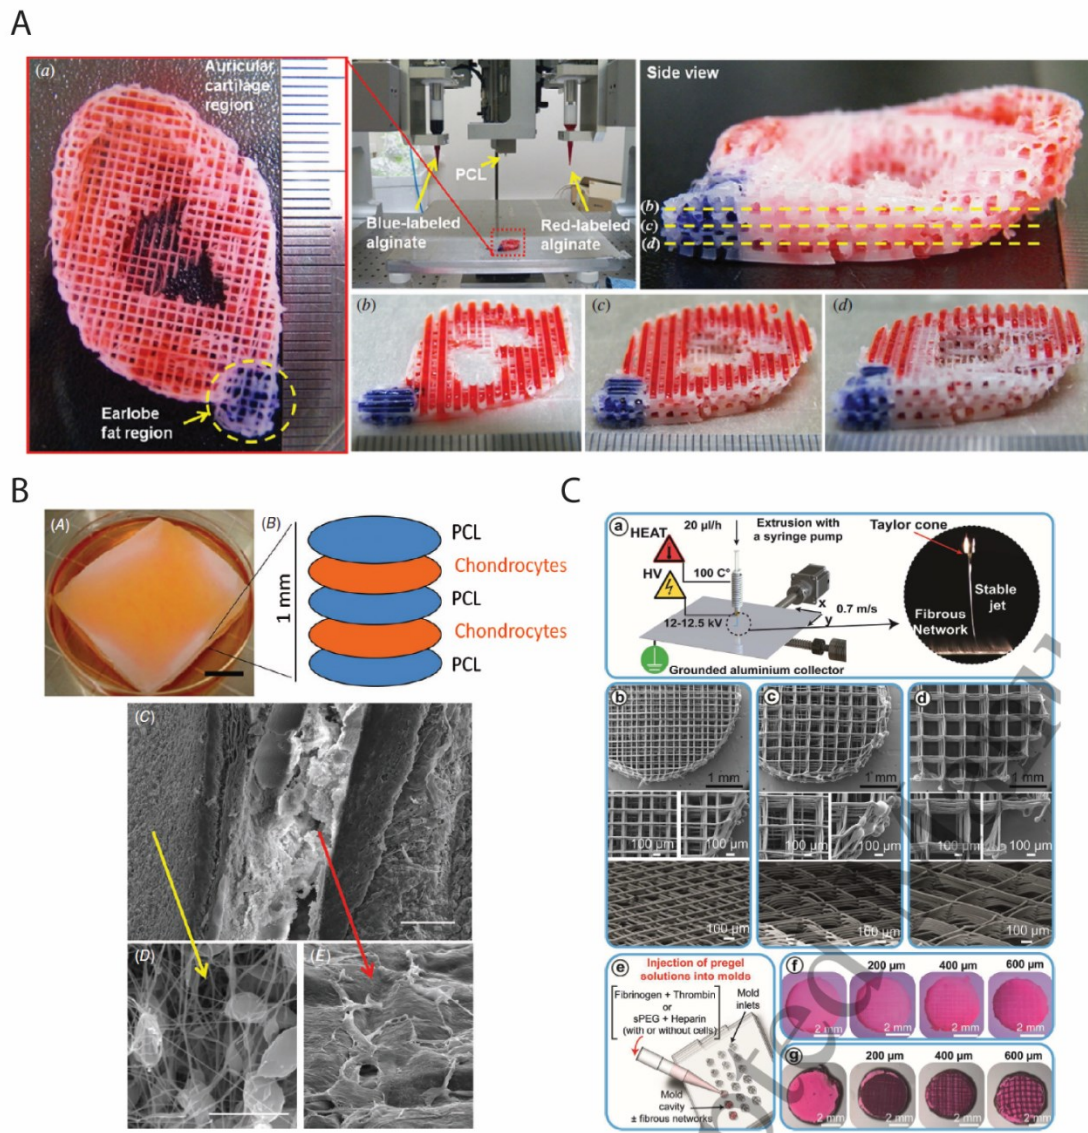 A
(a)
Auricular
cartilage
region
Earlobe
fat region
PCL
Blue-labeled
alginate
Red-labeled
alginate
Side view
(b)
(c)
(d)
(b)
(c)
(d)
B
(A)
(B)
1 mm
PCL
Chondrocytes
PCL
Chondrocytes
PCL
(C)
(D)
(E)
C
a
20 µl/h
Extrusion with
a syringe pump
HEAT
100 C°
HV
12-12.5 kV
x
y
0.7 m/s
Grounded aluminium collector
Taylor cone
Stable
jet
Fibrous
Network
b
1 mm
100 µm
100 µm
100 µm
c
1 mm
100 µm
100 µm
100 µm
d
1 mm
100 µm
100 µm
100 µm
e
Injection of pregel
solutions into molds
Fibrinogen + Thrombin
or
sPEG + Heparin
(with or without cells)
Mold
inlets
Mold
cavity
± fibrous networks
f
200 µm
400 µm
600 µm
2 mm
2 mm
2 mm
2 mm
g
200 µm
400 µm
600 µm
2 mm
2 mm
2 mm
2 mm